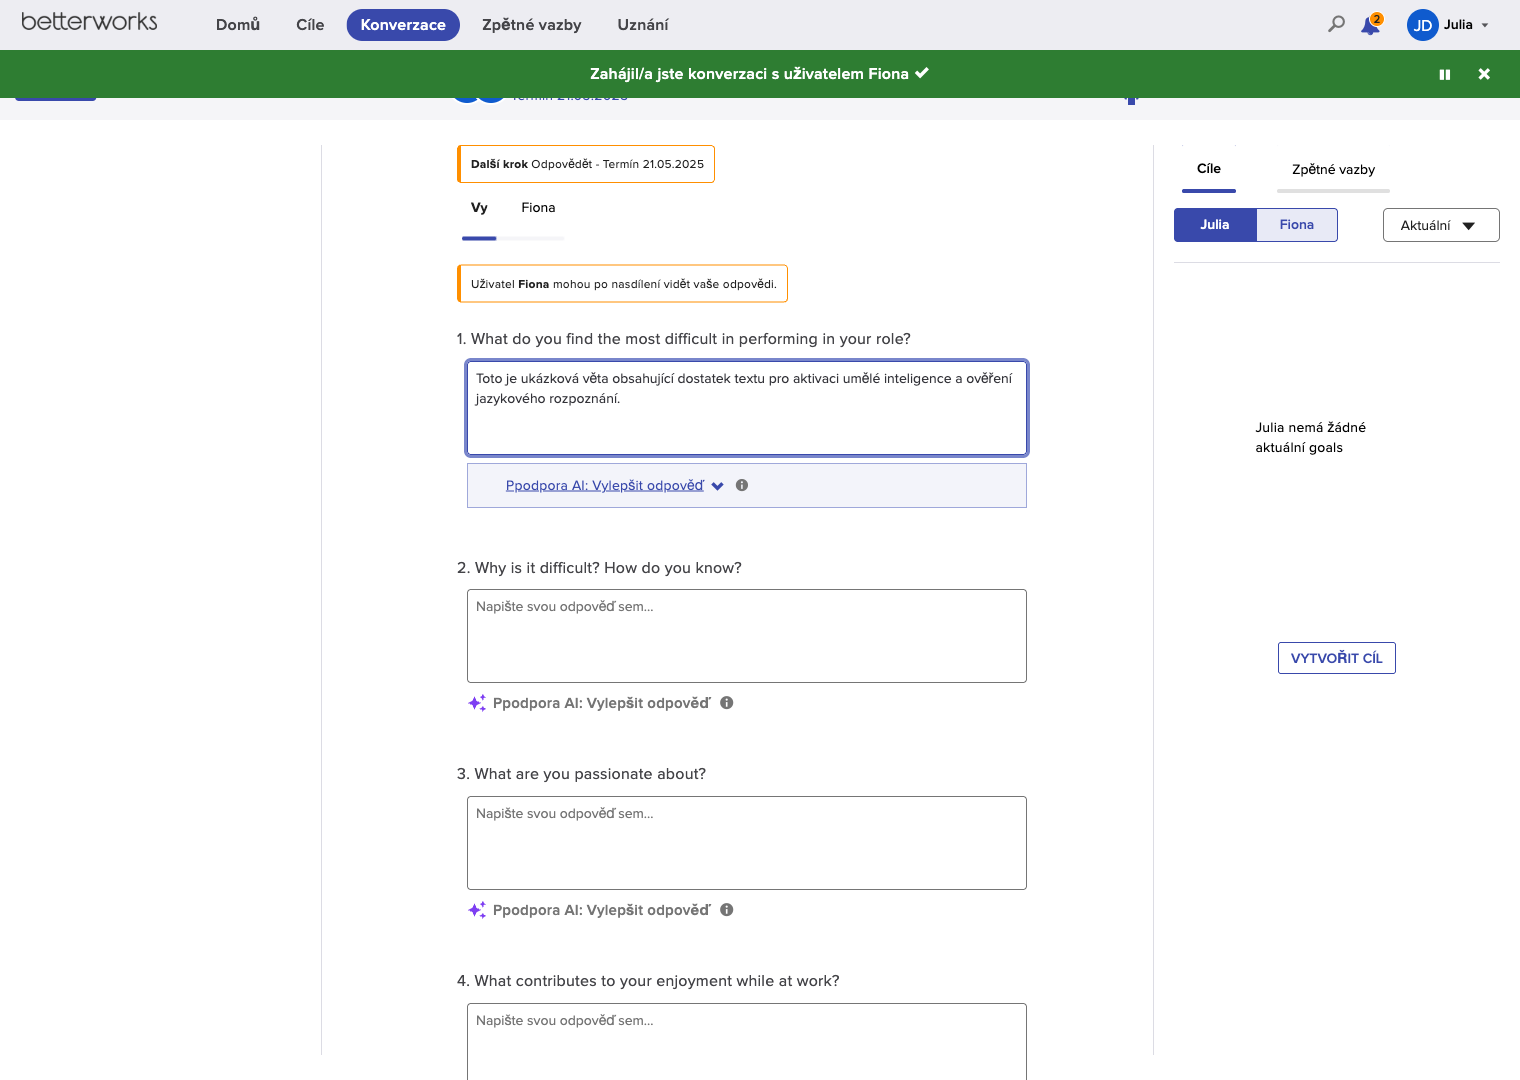 betterworks
Domů
Cíle
Konverzace
Zpětné vazby
Uznání
2
JD
Julia
Zahájil/a jste konverzaci s uživatelem Fiona
Další krok Odpovědět - Termín 21.05.2025
Vy
Fiona
Uživatel Fiona mohou po nasdílení vidět vaše odpovědi.
1. What do you find the most difficult in performing in your role?
Toto je ukázková věta obsahující dostatek textu pro aktivaci umělé inteligence a ověření
jazykového rozpoznání.
Ppodpora AI: Vylepšit odpověď
2. Why is it difficult? How do you know?
Napište svou odpověď sem...
Ppodpora AI: Vylepšit odpověď
3. What are you passionate about?
Napište svou odpověď sem...
Ppodpora AI: Vylepšit odpověď
4. What contributes to your enjoyment while at work?
Napište svou odpověď sem...
Cíle
Zpětné vazby
Julia
Fiona
Aktuální
Julia nemá žádné
aktuální goals
VYTVOŘIT CÍL